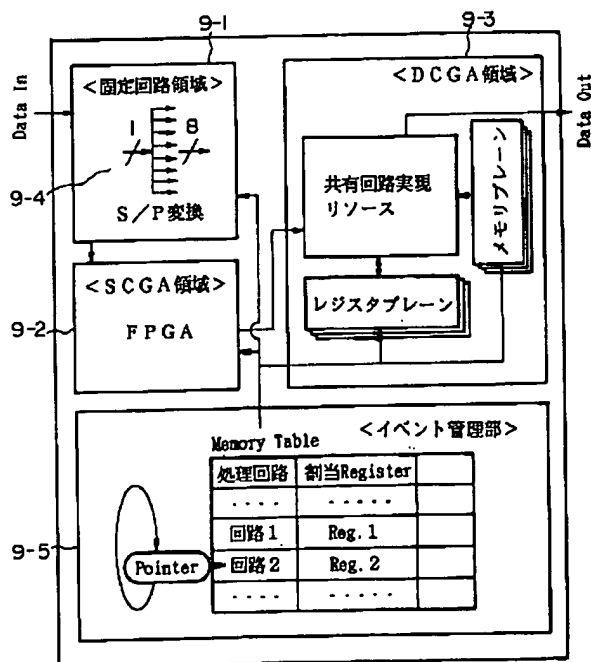 9-1
9-3
<固定回路領域>
1
8
S/P変換
Data In
9-4
<DCGA領域>
共有回路実現
リソース
メモリプレーン
レジスタプレーン
Data Out
<SCGA領域>
FPGA
9-2
<イベント管理部>
Memory Table
処理回路
割当Register
・・・・
・・・・・
回路1
Reg.1
回路2
Reg.2
・・・・
・・・・・
Pointer
9-5